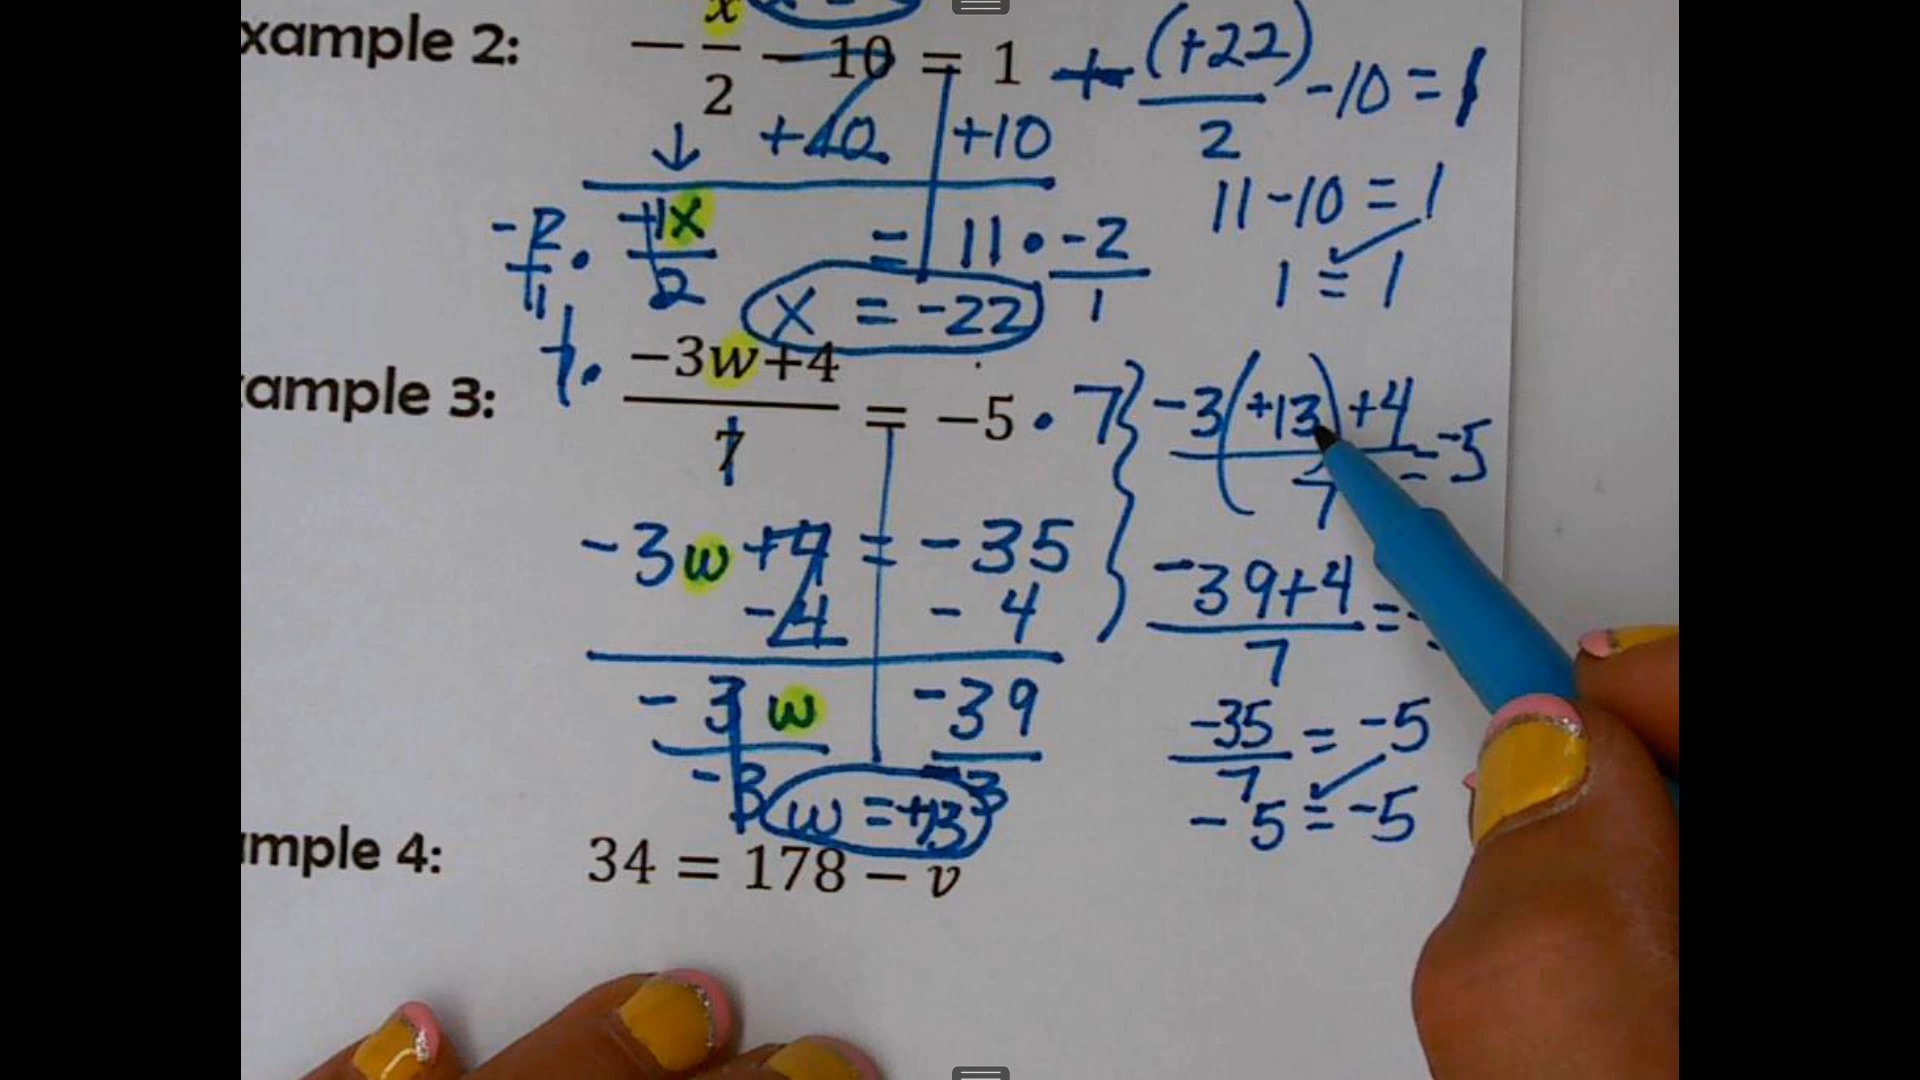 xample 2: − x/2 − 10 = 1
+ (+22)/2 - 10 = 1
+10 +10
11 - 10 = 1
-2/1 · -1x/2 = 11 · -2/1
1 = 1
x = -22
ample 3: 7 · −3w+4/7 = −5 · 7
-3(+13)+4/7 = -5
-3w +4 = -35
-4 - 4
-39+4/7 =
-3w/-3 -39/-3
-35/7 = -5
w = +13
-5 = -5
mple 4: 34 = 178 − v